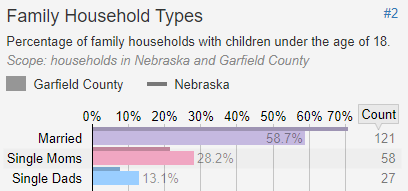 Family Household Types #2
Percentage of family households with children under the age of 18.
Scope: households in Nebraska and Garfield County
Garfield County Nebraska
0% 10% 20% 30% 40% 50% 60% 70% Count
Married 58.7% 121
Single Moms 28.2% 58
Single Dads 13.1% 27